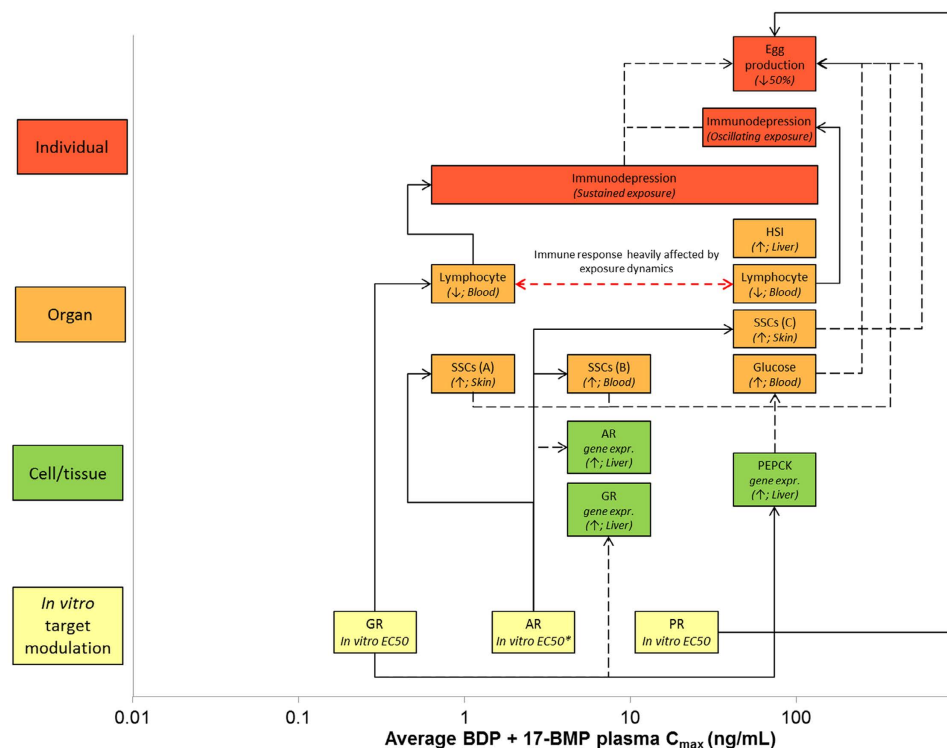 Egg
production
(↓50%)
Individual
Immunodepression
(Oscillating exposure)
Immunodepression
(Sustained exposure)
HSI
(↑; Liver)
Immune response heavily affected by
exposure dynamics
Organ
Lymphocyte
(↓; Blood)
Lymphocyte
(↓; Blood)
SSCs (C)
(↑; Skin)
SSCs (A)
(↑; Skin)
SSCs (B)
(↑; Blood)
Glucose
(↑; Blood)
Cell/tissue
AR
gene expr.
(↑; Liver)
GR
gene expr.
(↑; Liver)
PEPCK
gene expr.
(↑; Liver)
In vitro
target
modulation
GR
In vitro EC50
AR
In vitro EC50*
PR
In vitro EC50
0.01 0.1 1 10 100
Average BDP + 17-BMP plasma Cmax (ng/mL)